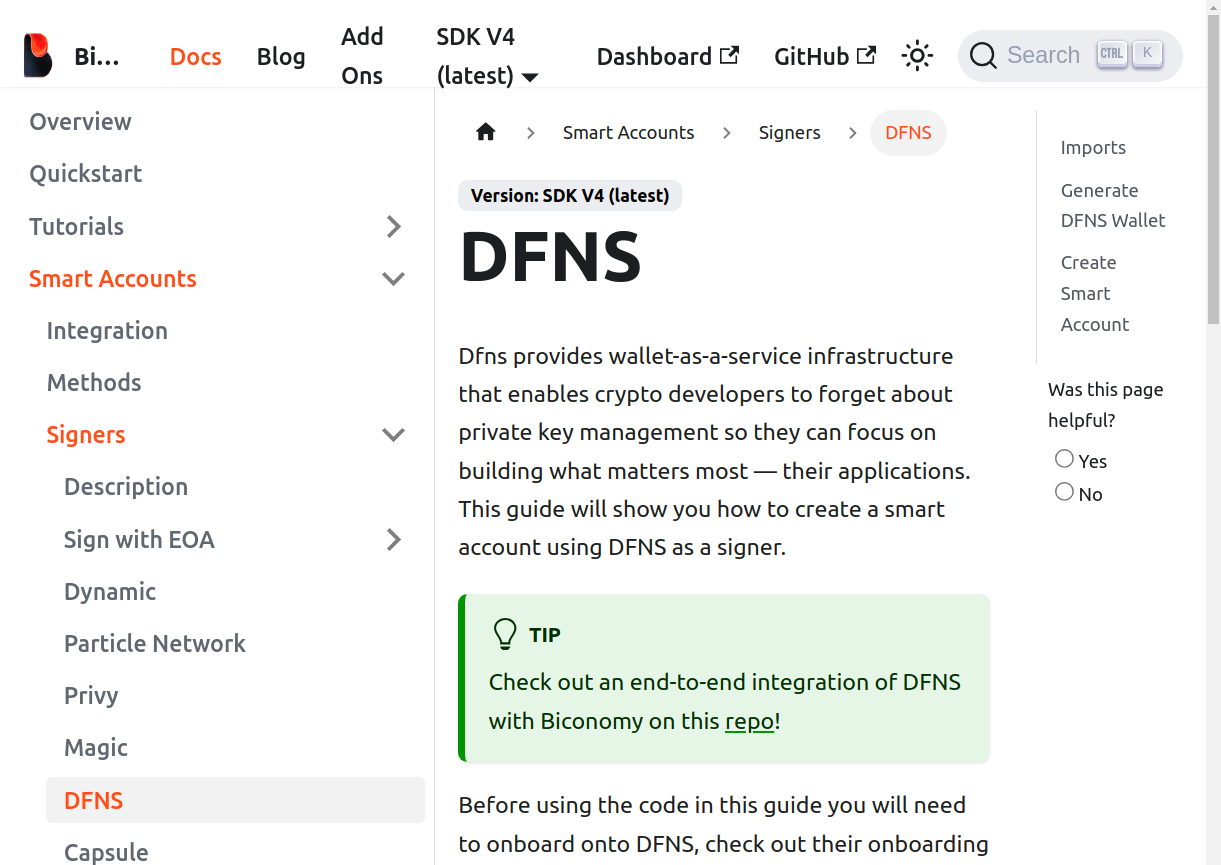 Bi...
Docs
Blog
Add
Ons
SDK V4
(latest)
Dashboard
GitHub
Search
CTRL
K
Overview
Quickstart
Tutorials
Smart Accounts
Integration
Methods
Signers
Description
Sign with EOA
Dynamic
Particle Network
Privy
Magic
DFNS
Capsule
Smart Accounts
Signers
DFNS
Version: SDK V4 (latest)
DFNS
Dfns provides wallet-as-a-service infrastructure
that enables crypto developers to forget about
private key management so they can focus on
building what matters most — their applications.
This guide will show you how to create a smart
account using DFNS as a signer.
TIP
Check out an end-to-end integration of DFNS
with Biconomy on this repo!
Before using the code in this guide you will need
to onboard onto DFNS, check out their onboarding
Imports
Generate
DFNS Wallet
Create
Smart
Account
Was this page
helpful?
Yes
No